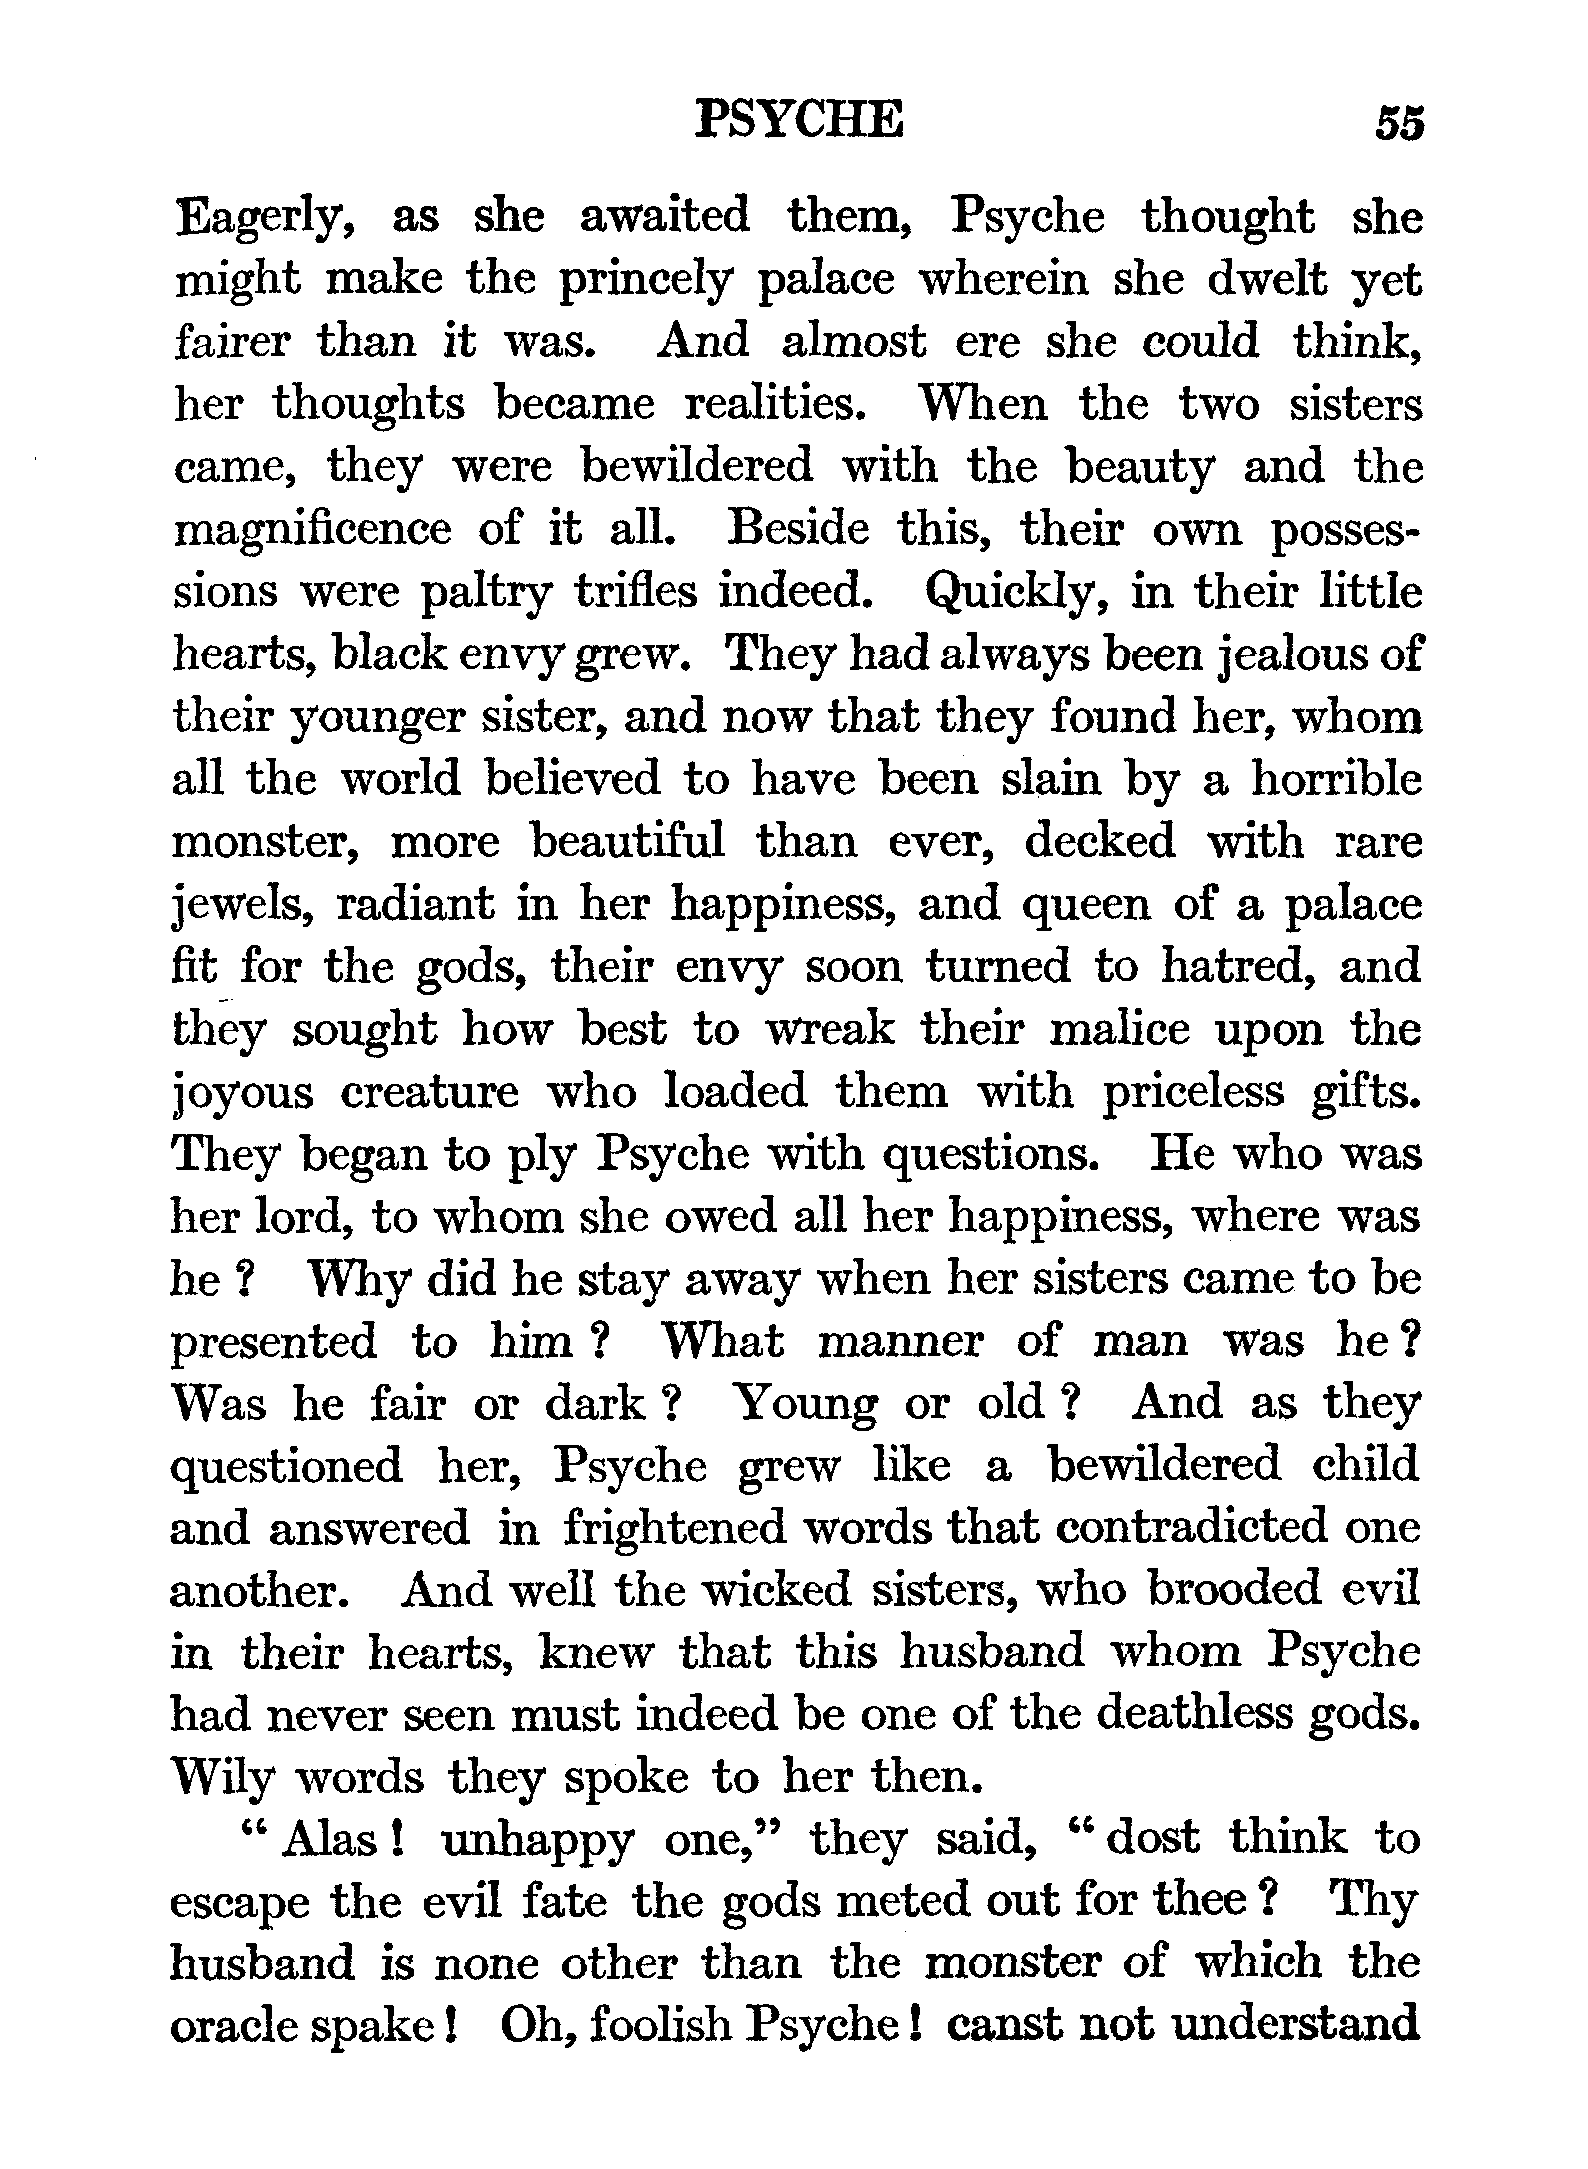 PSYCHE 55
Eagerly, as she awaited them, Psyche thought she
might make the princely palace wherein she dwelt yet
fairer than it was. And almost ere she could think,
her thoughts became realities. When the two sisters
came, they were bewildered with the beauty and the
magnificence of it all. Beside this, their own posses-
sions were paltry trifles indeed. Quickly, in their little
hearts, black envy grew. They had always been jealous of
their younger sister, and now that they found her, whom
all the world believed to have been slain by a horrible
monster, more beautiful than ever, decked with rare
jewels, radiant in her happiness, and queen of a palace
fit for the gods, their envy soon turned to hatred, and
they sought how best to wreak their malice upon the
joyous creature who loaded them with priceless gifts.
They began to ply Psyche with questions. He who was
her lord, to whom she owed all her happiness, where was
he ? Why did he stay away when her sisters came to be
presented to him ? What manner of man was he ?
Was he fair or dark ? Young or old ? And as they
questioned her, Psyche grew like a bewildered child
and answered in frightened words that contradicted one
another. And well the wicked sisters, who brooded evil
in their hearts, knew that this husband whom Psyche
had never seen must indeed be one of the deathless gods.
Wily words they spoke to her then.
“ Alas ! unhappy one,” they said, “ dost think to
escape the evil fate the gods meted out for thee ? Thy
husband is none other than the monster of which the
oracle spake ! Oh, foolish Psyche ! canst not understand